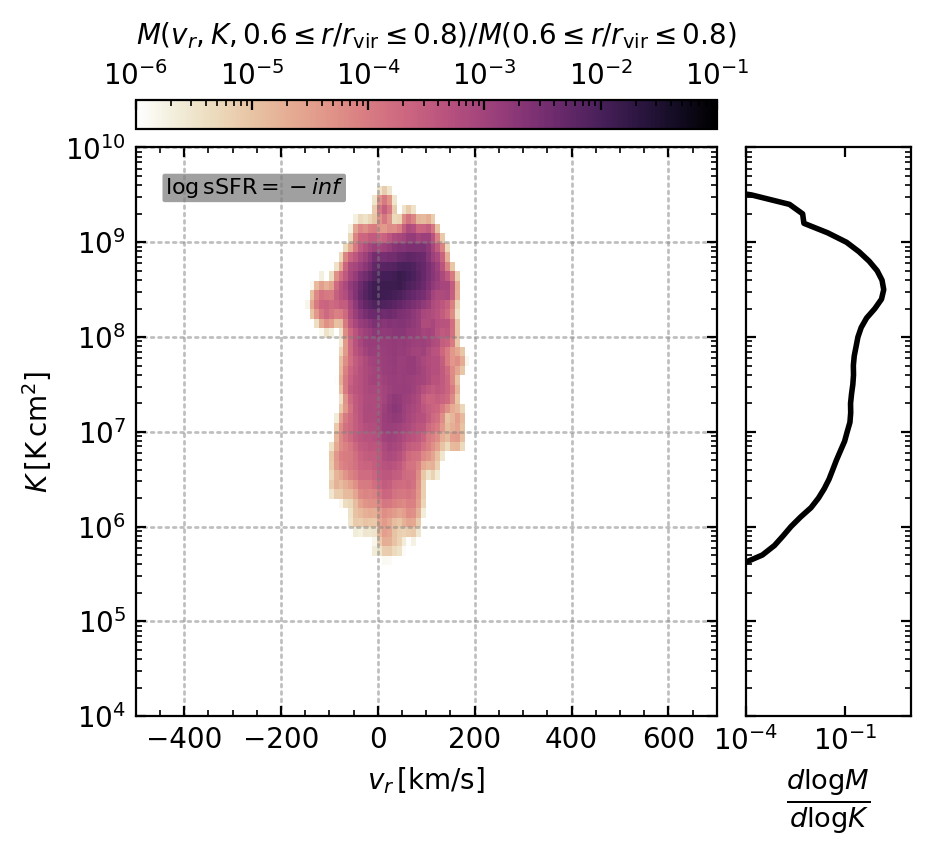 M(v_r, K, 0.6 ≤ r/r_vir ≤ 0.8)/M(0.6 ≤ r/r_vir ≤ 0.8)
10^−6 10^−5 10^−4 10^−3 10^−2 10^−1
log sSFR = −inf
10^10
10^9
10^8
10^7
10^6
10^5
10^4
K [K cm^2]
−400 −200 0 200 400 600
v_r [km/s]
10^−4 10^−1
dlogM
dlogK